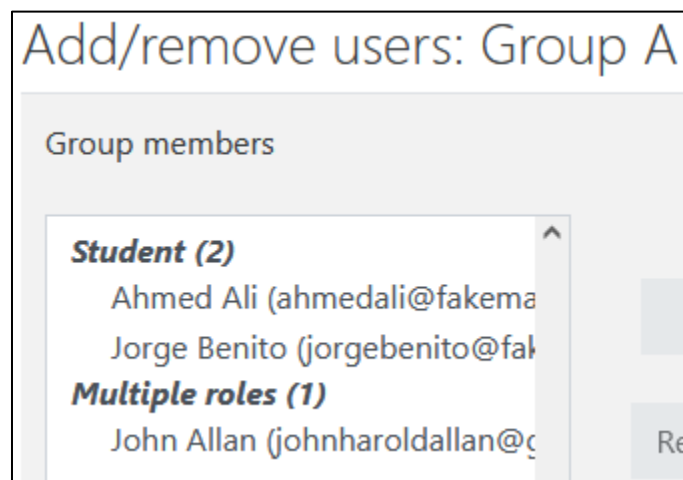 Add/remove users: Group A
Group members
Student (2)
Ahmed Ali (ahmedali@fakema
Jorge Benito (jorgebenito@fak
Multiple roles (1)
John Allan (johnharoldallan@g
Re